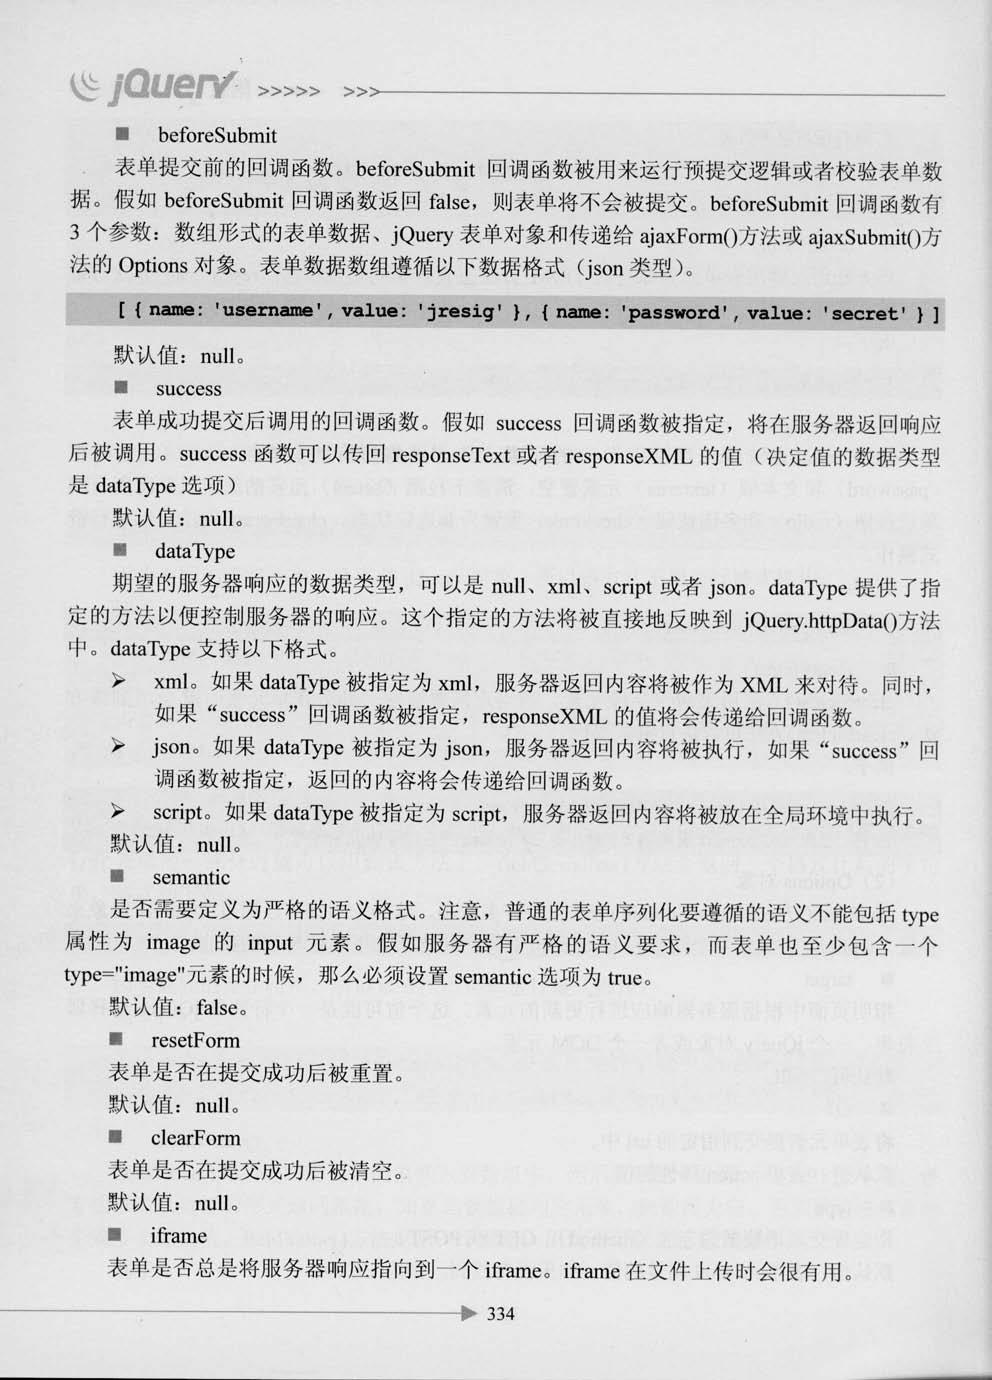 jQuery >>>>> >>>
■ beforeSubmit
表单提交前的回调函数。beforeSubmit 回调函数被用来运行预提交逻辑或者校验表单数
据。假如 beforeSubmit 回调函数返回 false，则表单将不会被提交。beforeSubmit 回调函数有
3 个参数：数组形式的表单数据、jQuery 表单对象和传递给 ajaxForm()方法或 ajaxSubmit()方
法的 Options 对象。表单数据数组遵循以下数据格式（json 类型）。
[ { name: 'username', value: 'jresig' }, { name: 'password', value: 'secret' } ]
默认值：null。
■ success
表单成功提交后调用的回调函数。假如 success 回调函数被指定，将在服务器返回响应
后被调用。success 函数可以传回 responseText 或者 responseXML 的值（决定值的数据类型
是 dataType 选项）
默认值：null。
■ dataType
期望的服务器响应的数据类型，可以是 null、xml、script 或者 json。dataType 提供了指
定的方法以便控制服务器的响应。这个指定的方法将被直接地反映到 jQuery.httpData()方法
中。dataType 支持以下格式。
➢ xml。如果 dataType 被指定为 xml，服务器返回内容将被作为 XML 来对待。同时，
如果“success”回调函数被指定，responseXML 的值将会传递给回调函数。
➢ json。如果 dataType 被指定为 json，服务器返回内容将被执行，如果“success”回
调函数被指定，返回的内容将会传递给回调函数。
➢ script。如果 dataType 被指定为 script，服务器返回内容将被放在全局环境中执行。
默认值：null。
■ semantic
是否需要定义为严格的语义格式。注意，普通的表单序列化要遵循的语义不能包括 type
属性为 image 的 input 元素。假如服务器有严格的语义要求，而表单也至少包含一个
type="image"元素的时候，那么必须设置 semantic 选项为 true。
默认值：false。
■ resetForm
表单是否在提交成功后被重置。
默认值：null。
■ clearForm
表单是否在提交成功后被清空。
默认值：null。
■ iframe
表单是否总是将服务器响应指向到一个 iframe。iframe 在文件上传时会很有用。
334